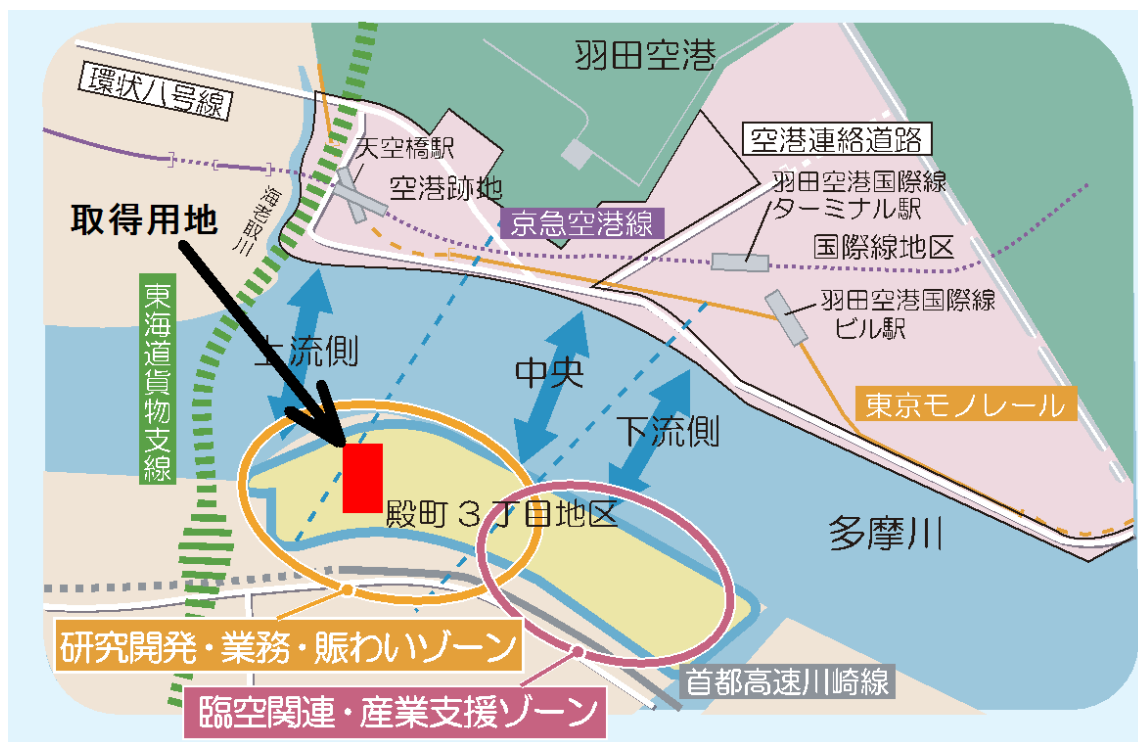 羽田空港
環状八号線
空港連絡道路
天空橋駅
空港跡地
羽田空港国際線
ターミナル駅
海老取川
取得用地
京急空港線
国際線地区
東海道貨物支線
羽田空港国際線
ビル駅
上流側
中央
下流側
東京モノレール
殿町3丁目地区
多摩川
研究開発・業務・賑わいゾーン
首都高速川崎線
臨空関連・産業支援ゾーン